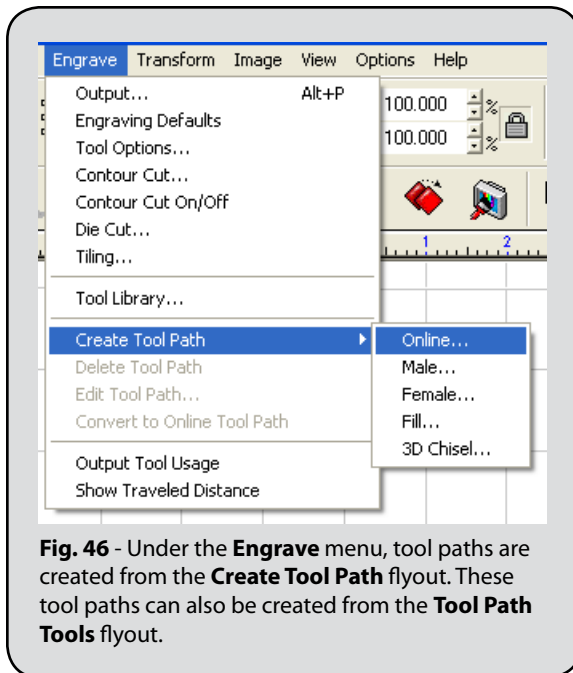 Engrave Transform Image View Options Help
Output... Alt+P
100.000 %
Engraving Defaults
100.000 %
Tool Options...
Contour Cut...
Contour Cut On/Off
Die Cut...
Tiling...
1 2
Tool Library...
Create Tool Path Online...
Delete Tool Path Male...
Edit Tool Path... Female...
Convert to Online Tool Path Fill...
3D Chisel...
Output Tool Usage
Show Traveled Distance
Fig. 46 - Under the Engrave menu, tool paths are
created from the Create Tool Path flyout. These
tool paths can also be created from the Tool Path
Tools flyout.